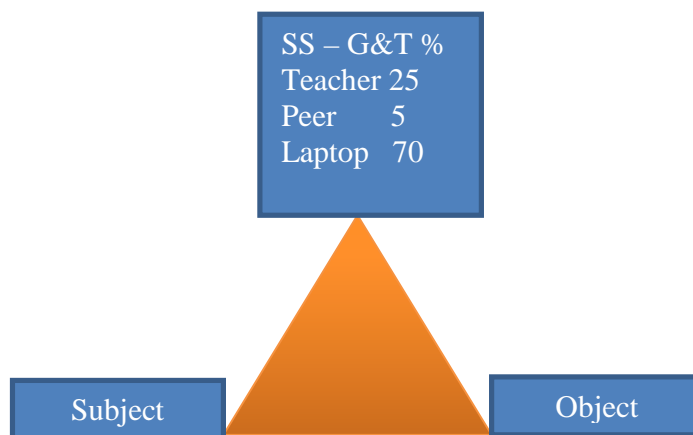 SS – G&T %
Teacher 25
Peer 5
Laptop 70
Subject
Object